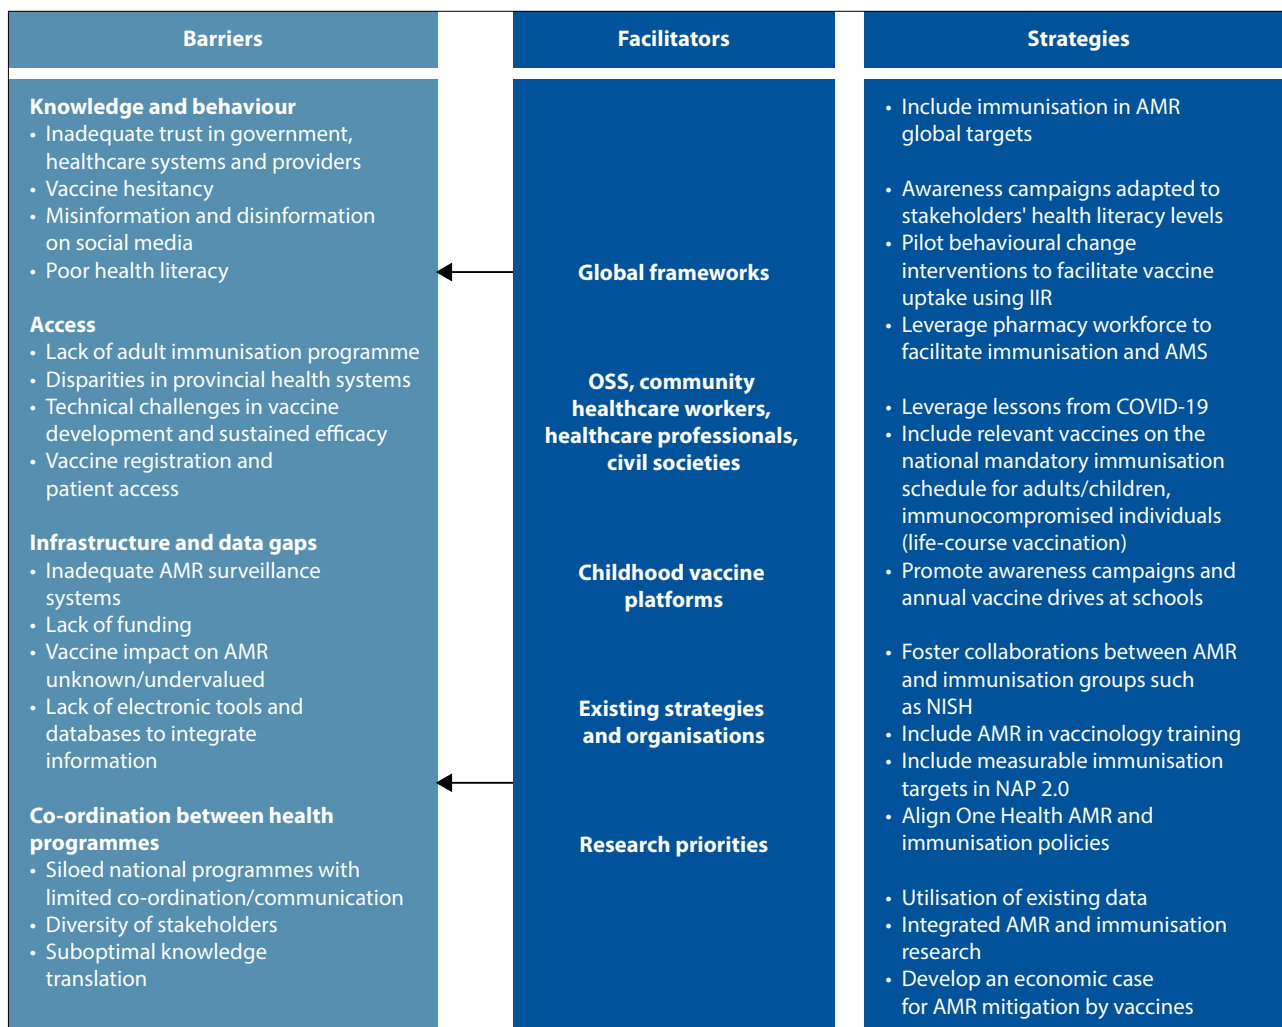 Barriers
Knowledge and behaviour
• Inadequate trust in government,
healthcare systems and providers
• Vaccine hesitancy
• Misinformation and disinformation
on social media
• Poor health literacy
Access
• Lack of adult immunisation programme
• Disparities in provincial health systems
• Technical challenges in vaccine
development and sustained efficacy
• Vaccine registration and
patient access
Infrastructure and data gaps
• Inadequate AMR surveillance
systems
• Lack of funding
• Vaccine impact on AMR
unknown/undervalued
• Lack of electronic tools and
databases to integrate
information
Co-ordination between health
programmes
• Siloed national programmes with
limited co-ordination/communication
• Diversity of stakeholders
• Suboptimal knowledge
translation
Facilitators
Global frameworks
OSS, community
healthcare workers,
healthcare professionals,
civil societies
Childhood vaccine
platforms
Existing strategies
and organisations
Research priorities
Strategies
• Include immunisation in AMR
global targets
• Awareness campaigns adapted to
stakeholders' health literacy levels
• Pilot behavioural change
interventions to facilitate vaccine
uptake using IIR
• Leverage pharmacy workforce to
facilitate immunisation and AMS
• Leverage lessons from COVID-19
• Include relevant vaccines on the
national mandatory immunisation
schedule for adults/children,
immunocompromised individuals
(life-course vaccination)
• Promote awareness campaigns and
annual vaccine drives at schools
• Foster collaborations between AMR
and immunisation groups such
as NISH
• Include AMR in vaccinology training
• Include measurable immunisation
targets in NAP 2.0
• Align One Health AMR and
immunisation policies
• Utilisation of existing data
• Integrated AMR and immunisation
research
• Develop an economic case
for AMR mitigation by vaccines